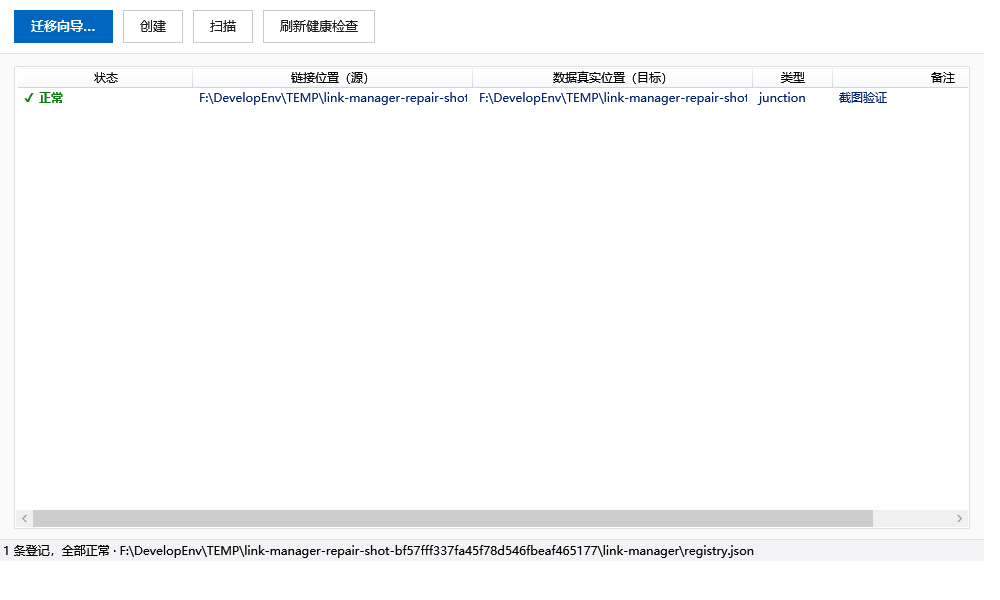 迁移向导... 创建 扫描 刷新健康检查
状态 链接位置（源） 数据真实位置（目标） 类型 备注
✓ 正常 F:\DevelopEnv\TEMP\link-manager-repair-shot F:\DevelopEnv\TEMP\link-manager-repair-shot junction 截图验证
1 条登记，全部正常 · F:\DevelopEnv\TEMP\link-manager-repair-shot-bf57fff337fa45f78d546fbeaf465177\link-manager\registry.json